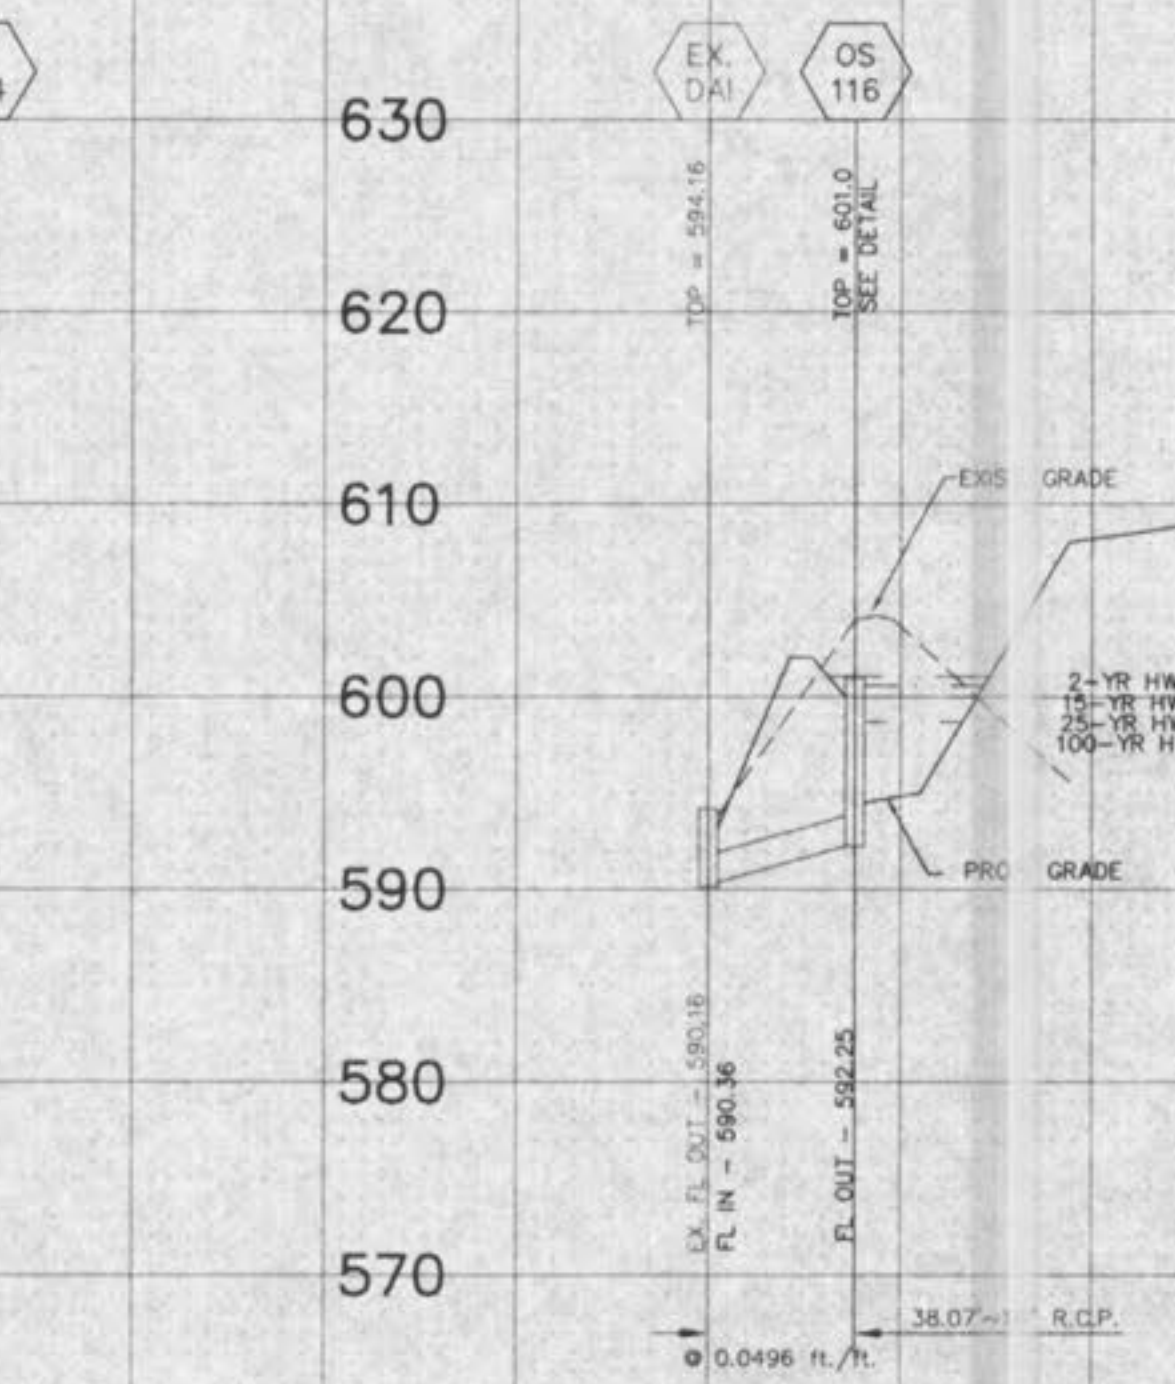 EX.
DAI
OS
116
630
TOP = 594.16
TOP = 601.0
SEE DETAIL
620
GRADE
610
600
2-YR HW
15-YR HW
25-YR HW
100-YR
GRADE
590
EX. FL OUT - 590.16
FL IN - 590.36
FL OUT - 592.25
580
570
38.07'~ R.C.P.
@ 0.0496 ft./ft.